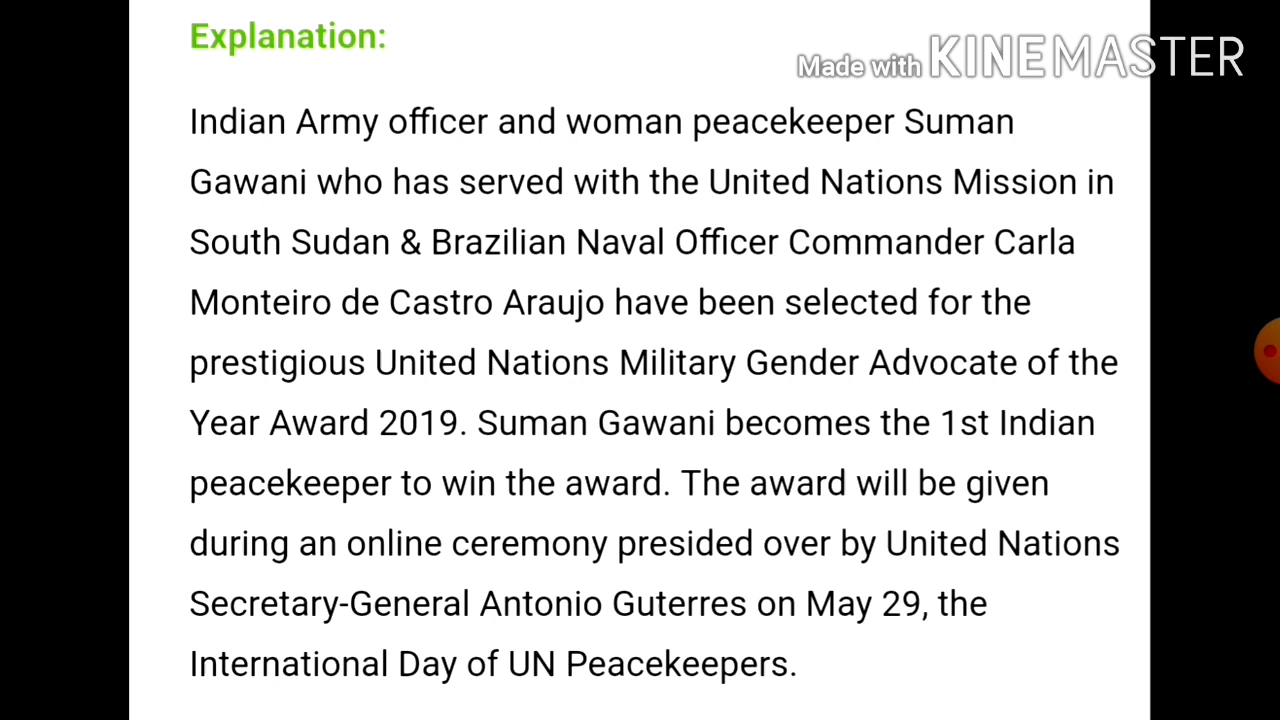 Explanation:
Made with KINEMASTER
Indian Army officer and woman peacekeeper Suman
Gawani who has served with the United Nations Mission in
South Sudan & Brazilian Naval Officer Commander Carla
Monteiro de Castro Araujo have been selected for the
prestigious United Nations Military Gender Advocate of the
Year Award 2019. Suman Gawani becomes the 1st Indian
peacekeeper to win the award. The award will be given
during an online ceremony presided over by United Nations
Secretary-General Antonio Guterres on May 29, the
International Day of UN Peacekeepers.